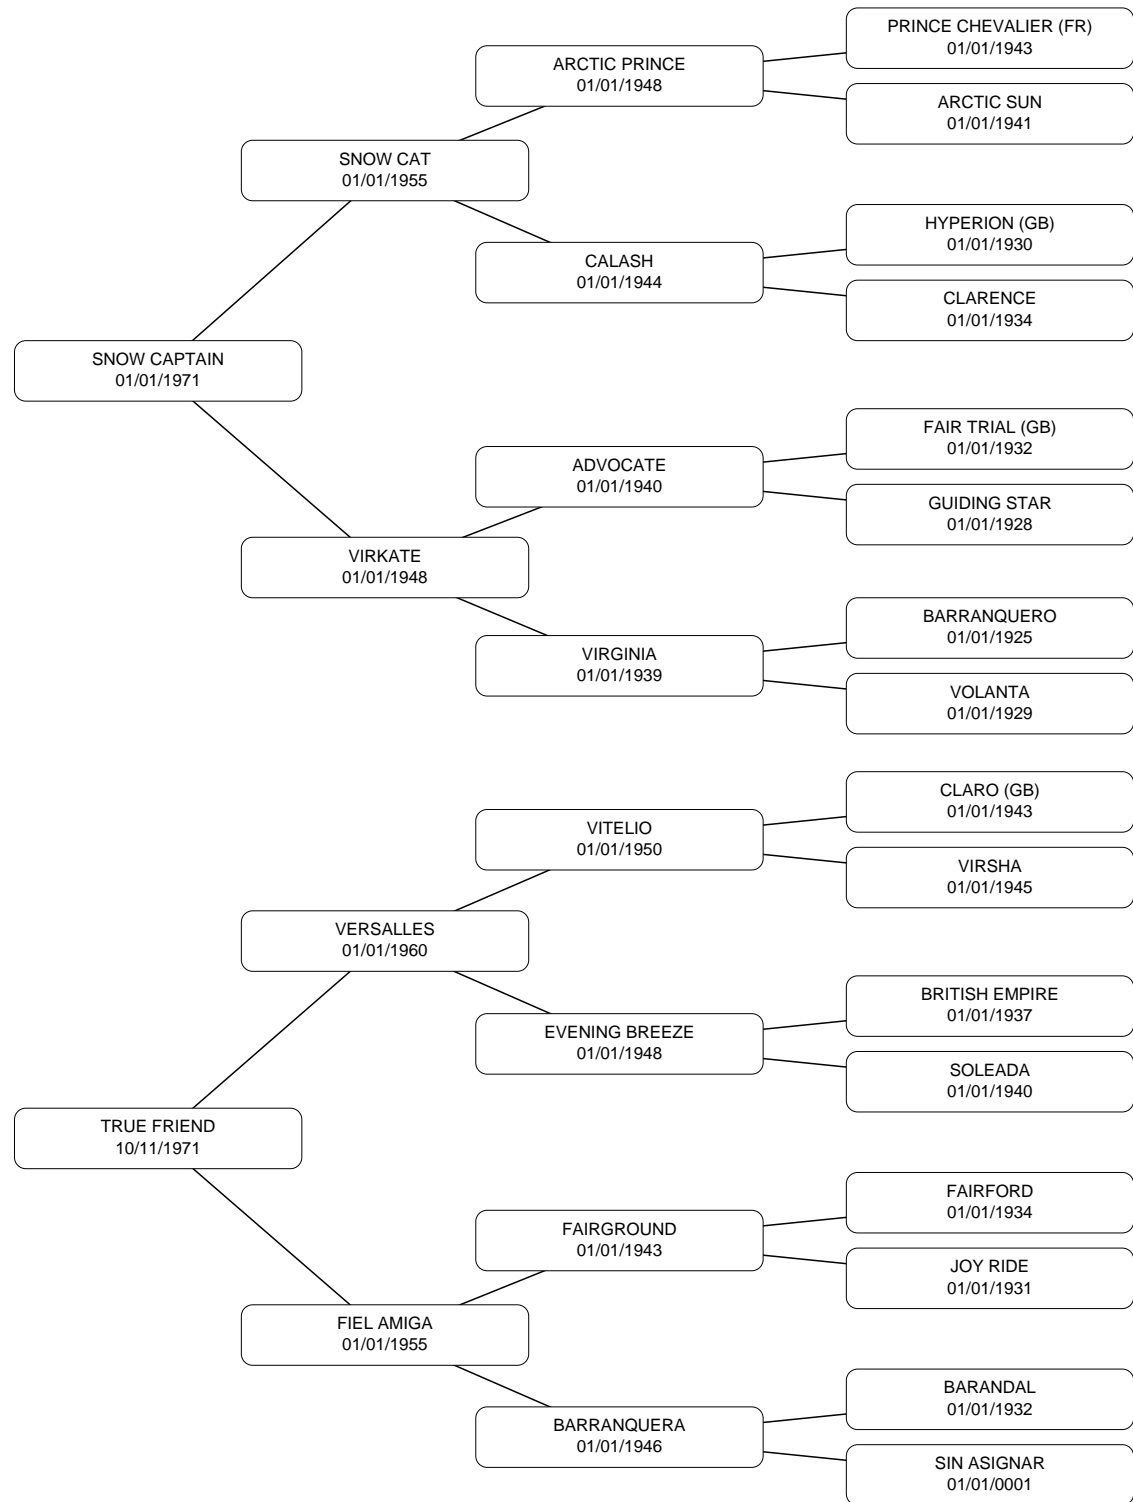 PRINCE CHEVALIER (FR)
01/01/1943
ARCTIC PRINCE
01/01/1948
ARCTIC SUN
01/01/1941
SNOW CAT
01/01/1955
HYPERION (GB)
01/01/1930
CALASH
01/01/1944
CLARENCE
01/01/1934
SNOW CAPTAIN
01/01/1971
FAIR TRIAL (GB)
01/01/1932
ADVOCATE
01/01/1940
GUIDING STAR
01/01/1928
VIRKATE
01/01/1948
BARRANQUERO
01/01/1925
VIRGINIA
01/01/1939
VOLANTA
01/01/1929
CLARO (GB)
01/01/1943
VITELIO
01/01/1950
VIRSHA
01/01/1945
VERSALLES
01/01/1960
BRITISH EMPIRE
01/01/1937
EVENING BREEZE
01/01/1948
SOLEADA
01/01/1940
TRUE FRIEND
10/11/1971
FAIRFORD
01/01/1934
FAIRGROUND
01/01/1943
JOY RIDE
01/01/1931
FIEL AMIGA
01/01/1955
BARANDAL
01/01/1932
BARRANQUERA
01/01/1946
SIN ASIGNAR
01/01/0001